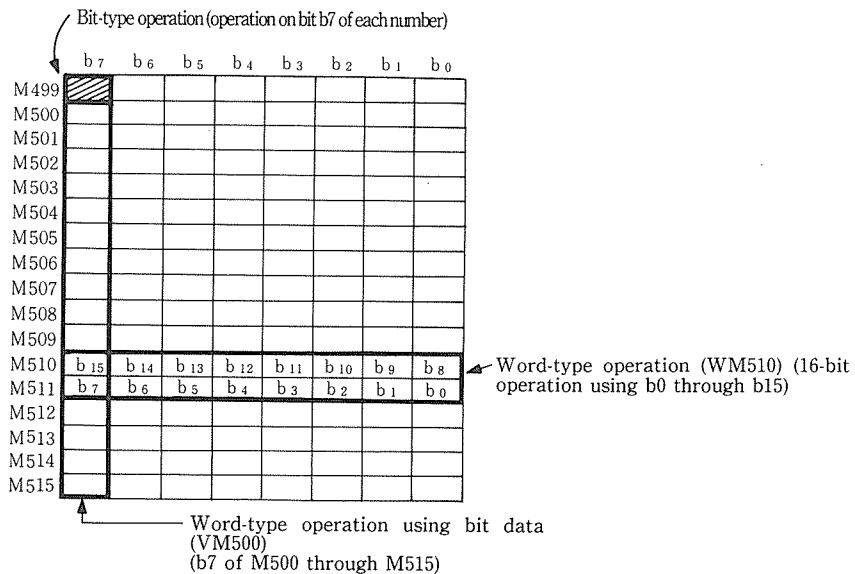 Bit-type operation (operation on bit b7 of each number)
b7 b6 b5 b4 b3 b2 b1 b0
M499
M500
M501
M502
M503
M504
M505
M506
M507
M508
M509
M510 b15 b14 b13 b12 b11 b10 b9 b8
M511 b7 b6 b5 b4 b3 b2 b1 b0
M512
M513
M514
M515
Word-type operation (WM510) (16-bit
operation using b0 through b15)
Word-type operation using bit data
(VM500)
(b7 of M500 through M515)